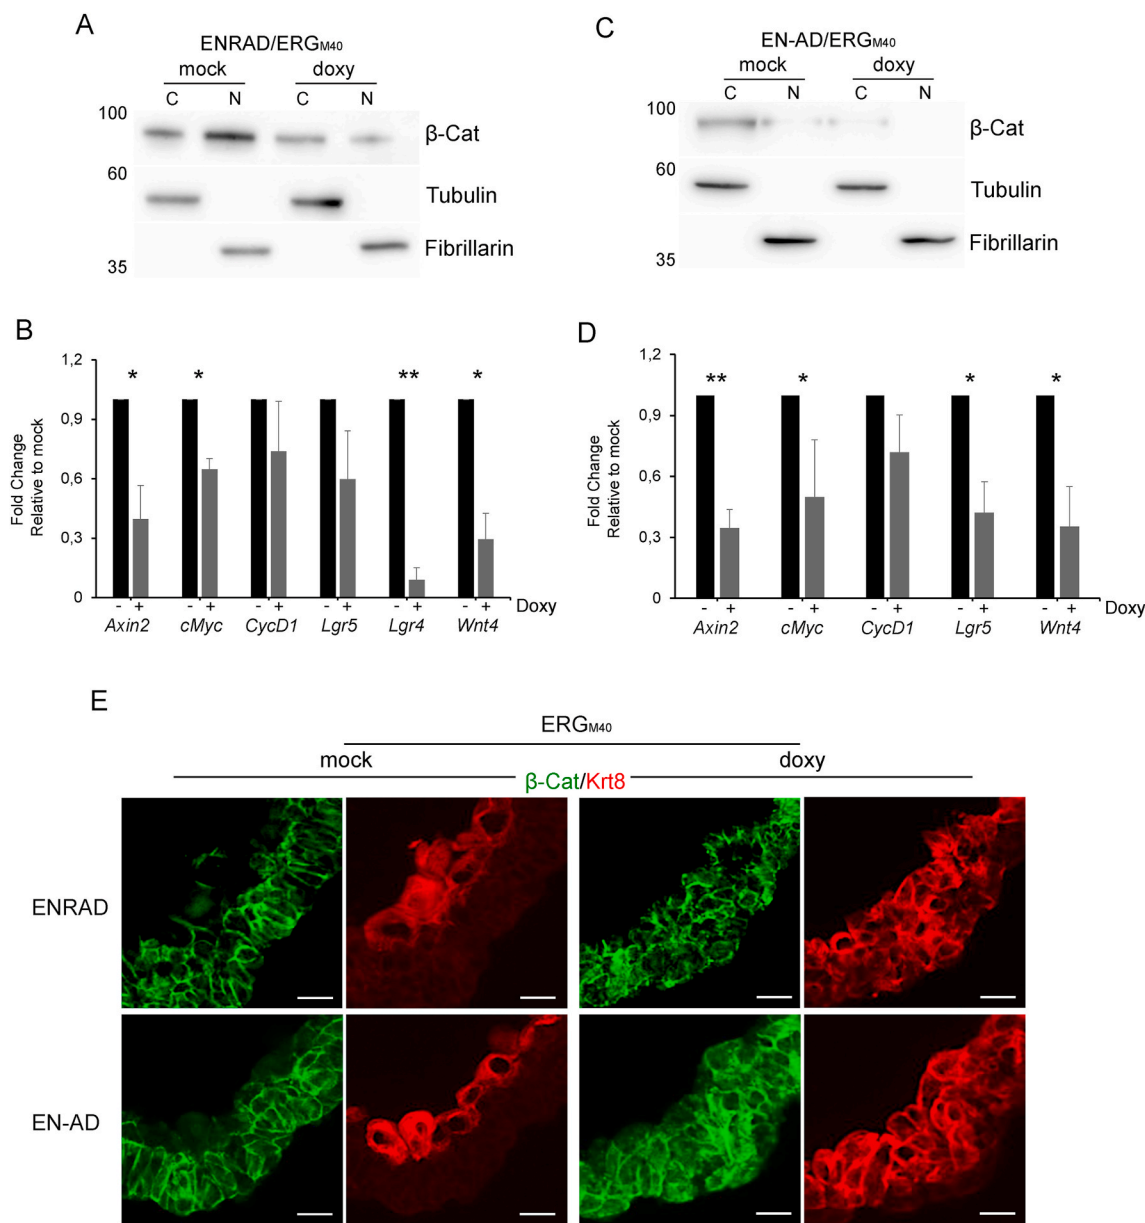 A
ENRAD/ERGM40
mock doxy
C N C N
100
β-Cat
60
Tubulin
Fibrillarin
35
C
EN-AD/ERGM40
mock doxy
C N C N
100
β-Cat
60
Tubulin
Fibrillarin
35
B
Fold Change
Relative to mock
1,2
0,9
0,6
0,3
0
* * ** *
- + - + - + - + - + - + Doxy
Axin2 cMyc CycD1 Lgr5 Lgr4 Wnt4
D
Fold Change
Relative to mock
1,2
0,9
0,6
0,3
0
** * * *
- + - + - + - + - + Doxy
Axin2 cMyc CycD1 Lgr5 Wnt4
E
ERGM40
mock doxy
β-Cat/Krt8
ENRAD
EN-AD